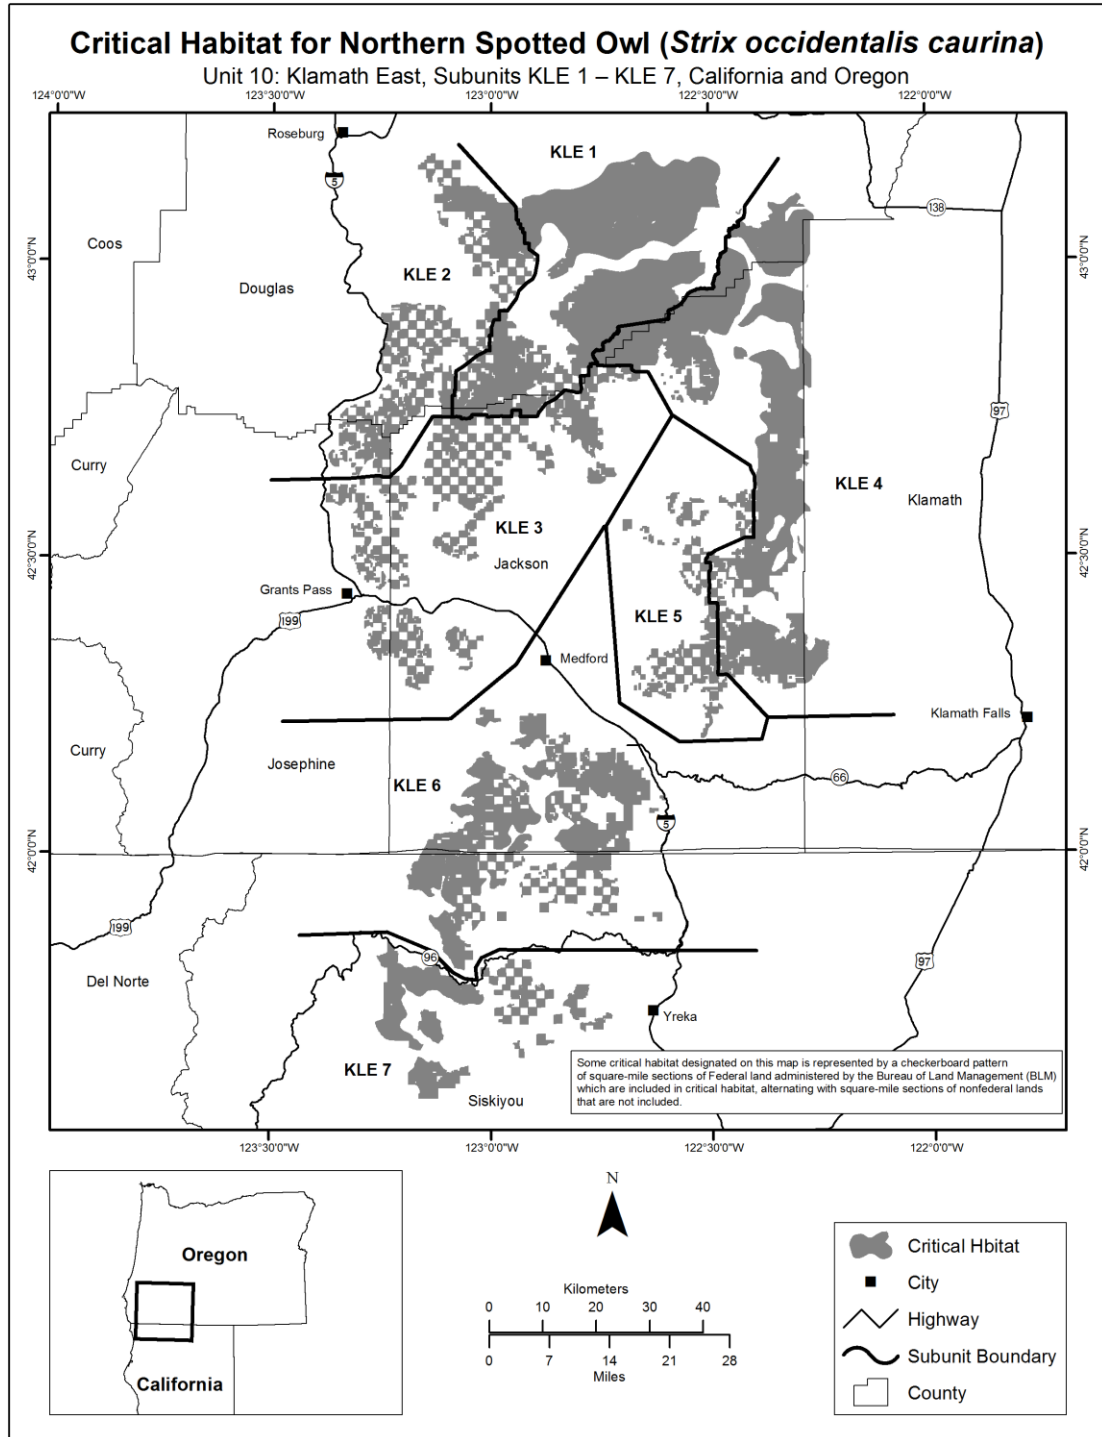 Critical Habitat for Northern Spotted Owl (Strix occidentalis caurina)
Unit 10: Klamath East, Subunits KLE 1 – KLE 7, California and Oregon
124°0'0"W
123°30'0"W
123°0'0"W
122°30'0"W
122°0'0"W
Roseburg
KLE 1
5
138
Coos
43°0'0"N
43°0'0"N
KLE 2
Douglas
97
Curry
KLE 4
Klamath
KLE 3
Jackson
42°30'0"N
42°30'0"N
Grants Pass
199
KLE 5
Medford
Klamath Falls
Curry
Josephine
KLE 6
66
5
42°0'0"N
42°0'0"N
199
96
97
Del Norte
Yreka
KLE 7
Siskiyou
Some critical habitat designated on this map is represented by a checkerboard pattern
of square-mile sections of Federal land administered by the Bureau of Land Management (BLM)
which are included in critical habitat, alternating with square-mile sections of nonfederal lands
that are not included.
123°30'0"W
123°0'0"W
122°30'0"W
122°0'0"W
Oregon
California
N
Kilometers
0 10 20 30 40
0 7 14 21 28
Miles
Critical Hbitat
City
Highway
Subunit Boundary
County